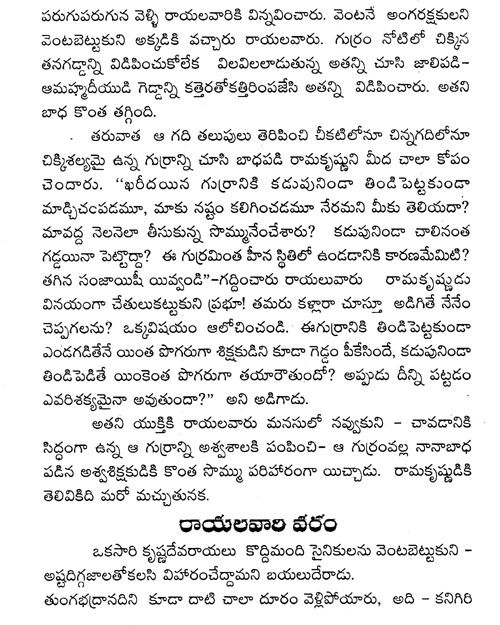 పరుగుపరుగున వెళ్ళి రాయలవారికి విన్నవించారు. వెంటనే అంగరక్షకులని
వెంటబెట్టుకుని అక్కడికి వచ్చారు రాయలవారు. గుర్రం నోటిలో చిక్కిన
తనగడ్డాన్ని విడిపించుకోలేక విలవిలలాడుతున్న అతన్ని చూసి జాలిపడి–
ఆమహ్మదీయుడి గెడ్డాన్ని కత్తెరతోకత్తిరింపజేసి అతన్ని విడిపించారు. అతని
బాధ కొంత తగ్గింది.
తరువాత ఆ గది తలుపులు తెరిపించి చీకటిలోనూ చిన్నగదిలోనూ
చిక్కిశల్యమై ఉన్న గుర్రాన్ని చూసి బాధపడి రామకృష్ణుని మీద చాలా కోపం
చెందారు. “ఖరీదయిన గుర్రానికి కడుపునిండా తిండిపెట్టకుండా
మాడ్చిచంపడమూ, మాకు నష్టం కలిగించడమూ నేరమని మీకు తెలియదా?
మావద్ద నెలనెలా తీసుకున్న సొమ్మునేంచేశారు? కడుపునిండా చాలినంత
గడ్డయినా పెట్టొద్దా? ఈ గుర్రమింత హీన స్థితిలో ఉండడానికి కారణమేమిటి?
తగిన సంజాయిషీ యివ్వండి”–గద్దించారు రాయలువారు రామకృష్ణుడు
వినయంగా చేతులుకట్టుకుని ప్రభూ! తమరు కళ్లారా చూస్తూ అడిగితే నేనేం
చెప్పగలను? ఒక్కవిషయం ఆలోచించండి. ఈగుర్రానికి తిండిపెట్టకుండా
ఎండగడితేనే యింత పొగరుగా శిక్షకుడిని కూడా గెడ్డం పీకేసిందే, కడుపునిండా
తిండిపెడితే యింకెంత పొగరుగా తయారౌతుందో? అప్పుడు దీన్ని పట్టడం
ఎవరిశక్యమైనా అవుతుందా?” అని అడిగాడు.
అతని యుక్తికి రాయలవారు మనసులో నవ్వుకుని – చావడానికి
సిద్ధంగా ఉన్న ఆ గుర్రాన్ని అశ్వశాలకి పంపించి– ఆ గుర్రంవల్ల నానాబాధ
పడిన అశ్వశిక్షకుడికి కొంత సొమ్ము పరిహారంగా యిచ్చాడు. రామకృష్ణుడికి
తెలివికిది మరో మచ్చుతునక.
రాయలవారి వరం
ఒకసారి కృష్ణదేవరాయలు కొద్దిమంది సైనికులను వెంటబెట్టుకుని –
అష్టదిగ్గజాలతోకలసి విహారంచేద్దామని బయలుదేరాడు.
తుంగభద్రానదిని కూడా దాటి చాలా దూరం వెళ్లిపోయారు, అది – కనిగిరి